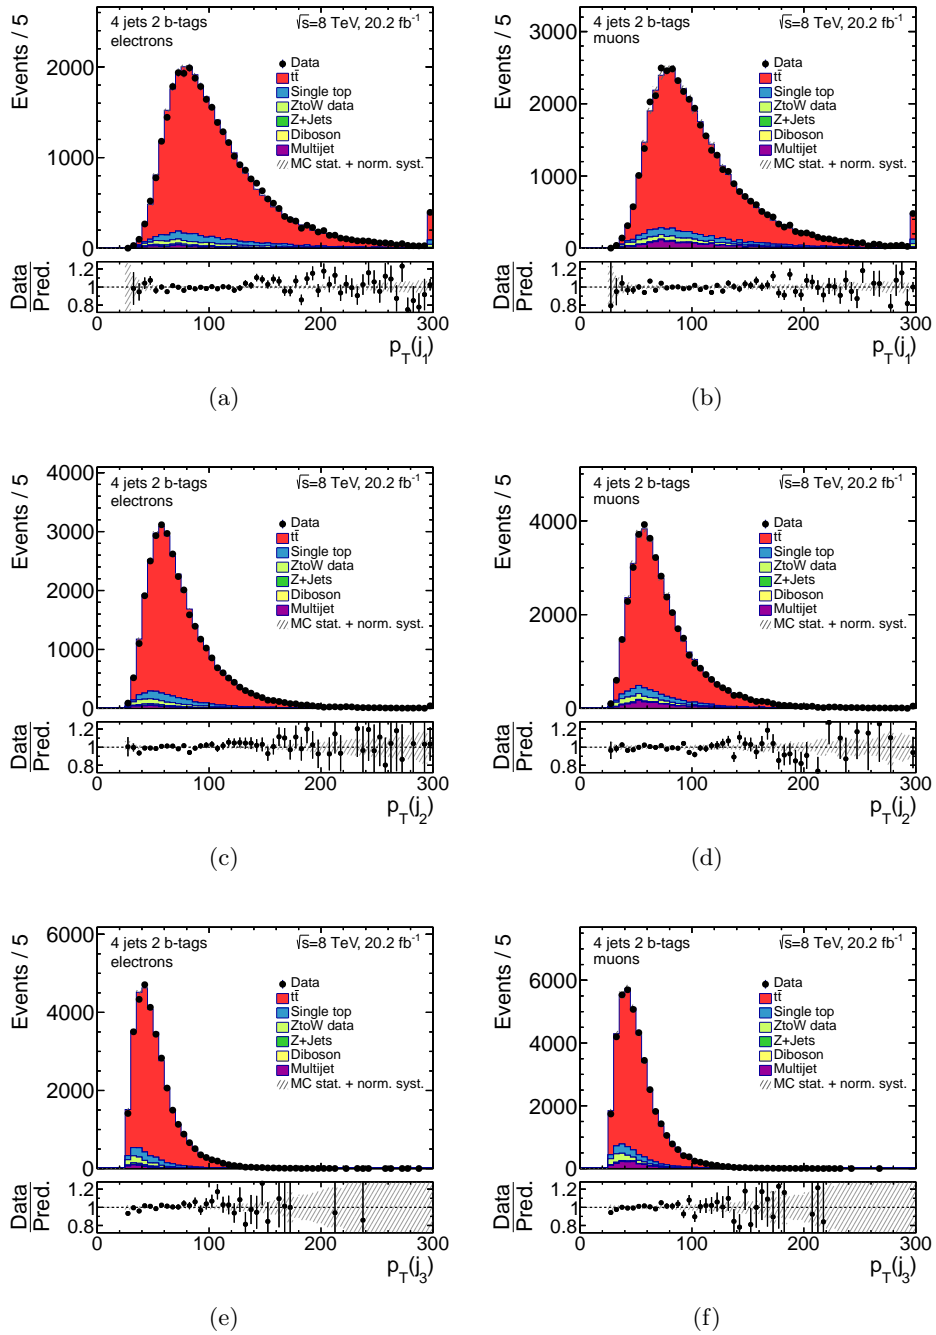 4 jets 2 b-tags
electrons
√s=8 TeV, 20.2 fb⁻¹
Data
tt̄
Single top
ZtoW data
Z+Jets
Diboson
Multijet
MC stat. + norm. syst.
Events / 5
2000
1000
0
Data
Pred.
1.2
1
0.8
0 100 200 300
p_T(j_1)
(a)
4 jets 2 b-tags
muons
√s=8 TeV, 20.2 fb⁻¹
Data
tt̄
Single top
ZtoW data
Z+Jets
Diboson
Multijet
MC stat. + norm. syst.
Events / 5
3000
2000
1000
0
Data
Pred.
1.2
1
0.8
0 100 200 300
p_T(j_1)
(b)
4 jets 2 b-tags
electrons
√s=8 TeV, 20.2 fb⁻¹
Data
tt̄
Single top
ZtoW data
Z+Jets
Diboson
Multijet
MC stat. + norm. syst.
Events / 5
4000
3000
2000
1000
0
Data
Pred.
1.2
1
0.8
0 100 200 300
p_T(j_2)
(c)
4 jets 2 b-tags
muons
√s=8 TeV, 20.2 fb⁻¹
Data
tt̄
Single top
ZtoW data
Z+Jets
Diboson
Multijet
MC stat. + norm. syst.
Events / 5
4000
2000
0
Data
Pred.
1.2
1
0.8
0 100 200 300
p_T(j_2)
(d)
4 jets 2 b-tags
electrons
√s=8 TeV, 20.2 fb⁻¹
Data
tt̄
Single top
ZtoW data
Z+Jets
Diboson
Multijet
MC stat. + norm. syst.
Events / 5
6000
4000
2000
0
Data
Pred.
1.2
1
0.8
0 100 200 300
p_T(j_3)
(e)
4 jets 2 b-tags
muons
√s=8 TeV, 20.2 fb⁻¹
Data
tt̄
Single top
ZtoW data
Z+Jets
Diboson
Multijet
MC stat. + norm. syst.
Events / 5
6000
4000
2000
0
Data
Pred.
1.2
1
0.8
0 100 200 300
p_T(j_3)
(f)